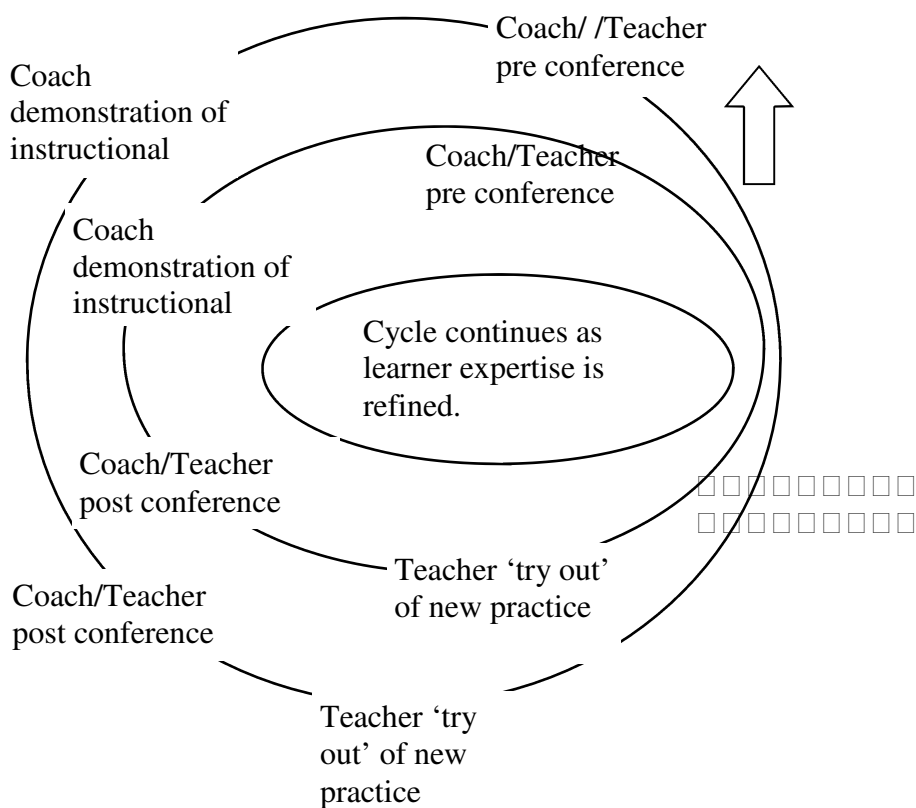 Coach/ /Teacher
pre conference
Coach
demonstration of
instructional
Coach/Teacher
pre conference
Coach
demonstration of
instructional
Cycle continues as
learner expertise is
refined.
Coach/Teacher
post conference
Teacher ‘try out’
of new practice
Coach/Teacher
post conference
Teacher ‘try
out’ of new
practice